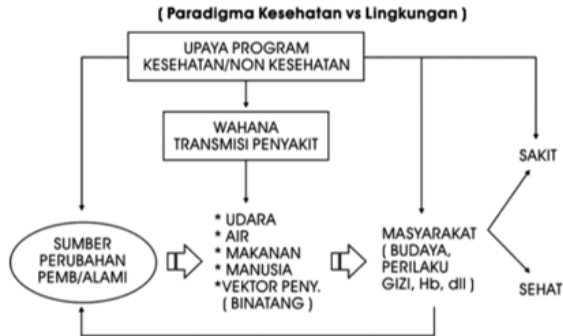 ( Paradigma Kesehatan vs Lingkungan )
UPAYA PROGRAM
KESEHATAN/NON KESEHATAN
WAHANA
TRANSMISI PENYAKIT
SAKIT
SUMBER
PERUBAHAN
PEMB/ALAMI
* UDARA
* AIR
* MAKANAN
* MANUSIA
*VEKTOR PENY.
( BINATANG )
MASYARAKAT
( BUDAYA,
PERILAKU
GIZI, Hb, dll )
SEHAT